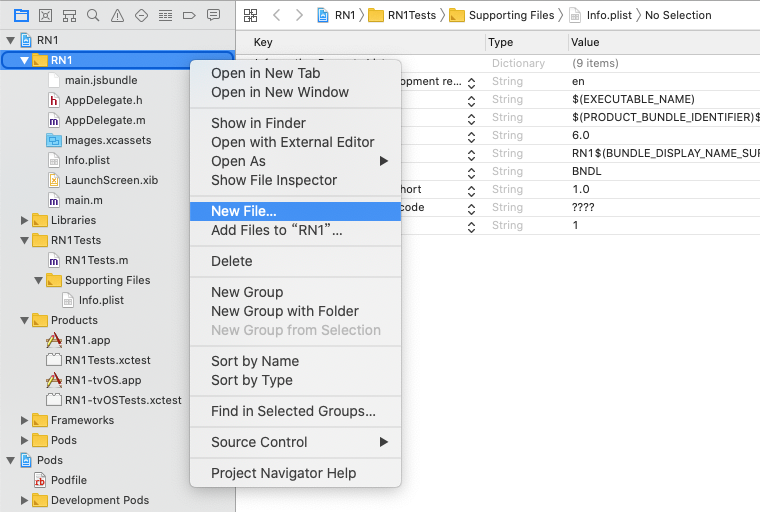 RN1 RN1Tests Supporting Files Info.plist No Selection
RN1
RN1
main.jsbundle
AppDelegate.h
AppDelegate.m
Images.xcassets
Info.plist
LaunchScreen.xib
main.m
Libraries
RN1Tests
RN1Tests.m
Supporting Files
Info.plist
Products
RN1.app
RN1Tests.xctest
RN1-tvOS.app
RN1-tvOSTests.xctest
Frameworks
Pods
Pods
Podfile
Development Pods
Open in New Tab
Open in New Window
Show in Finder
Open with External Editor
Open As
Show File Inspector
New File...
Add Files to “RN1”...
Delete
New Group
New Group with Folder
New Group from Selection
Sort by Name
Sort by Type
Find in Selected Groups...
Source Control
Project Navigator Help
Key Type Value
Dictionary (9 items)
opment re... String en
String $(EXECUTABLE_NAME)
String $(PRODUCT_BUNDLE_IDENTIFIER)$
String 6.0
String RN1$(BUNDLE_DISPLAY_NAME_SUF
String BNDL
hort String 1.0
code String ????
String 1